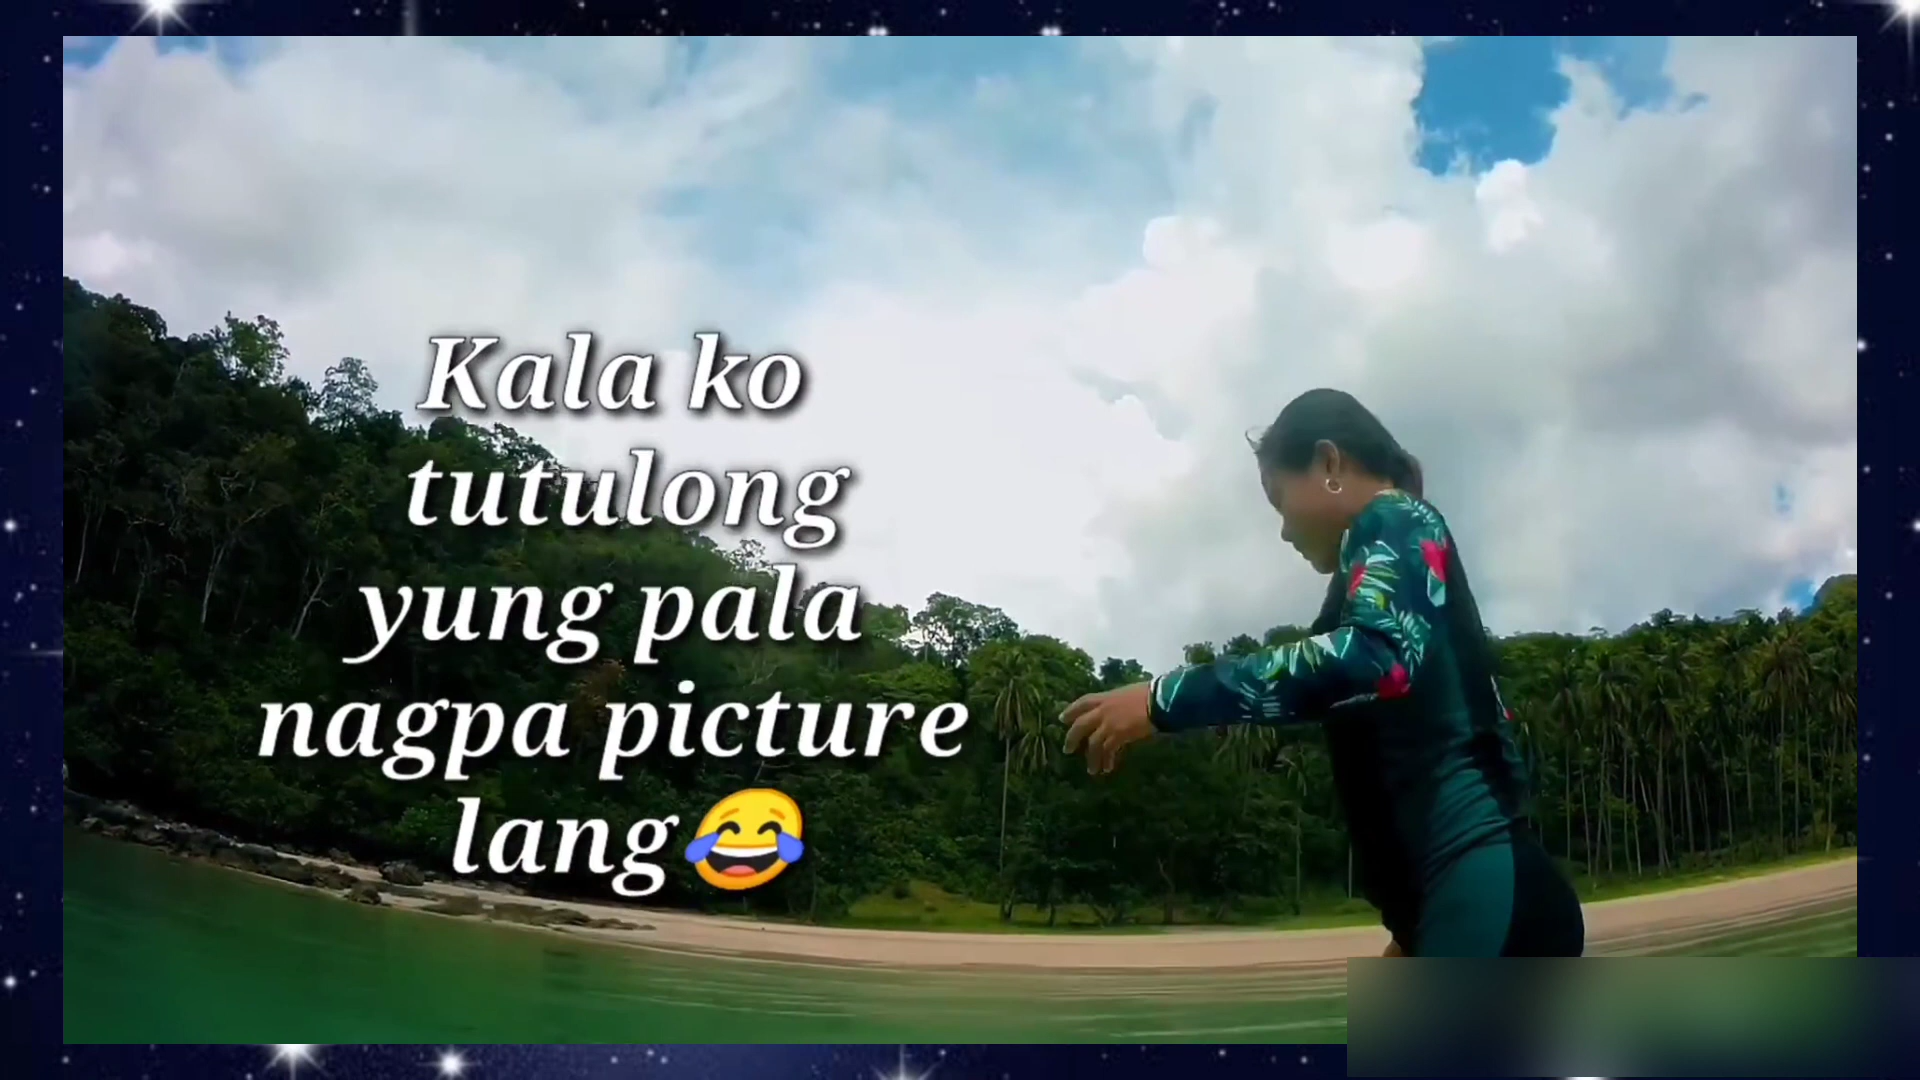 Kala ko
tutulong
yung pala
nagpa picture
lang😂